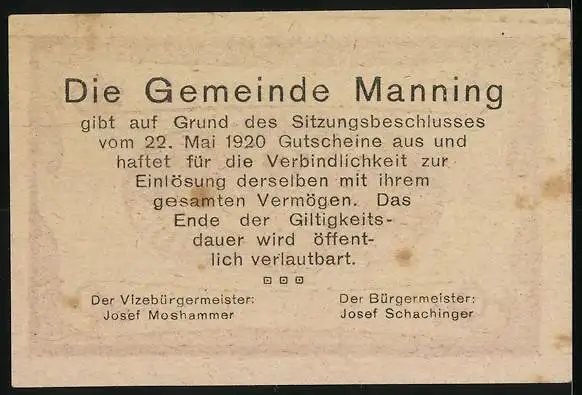 Die Gemeinde Manning
gibt auf Grund des Sitzungsbeschlusses
vom 22. Mai 1920 Gutscheine aus und
haftet für die Verbindlichkeit zur
Einlösung derselben mit ihrem
gesamten Vermögen. Das
Ende der Giltigkeits-
dauer wird öffent-
lich verlautbart.
Der Vizebürgermeister: Der Bürgermeister:
Josef Moshammer Josef Schachinger